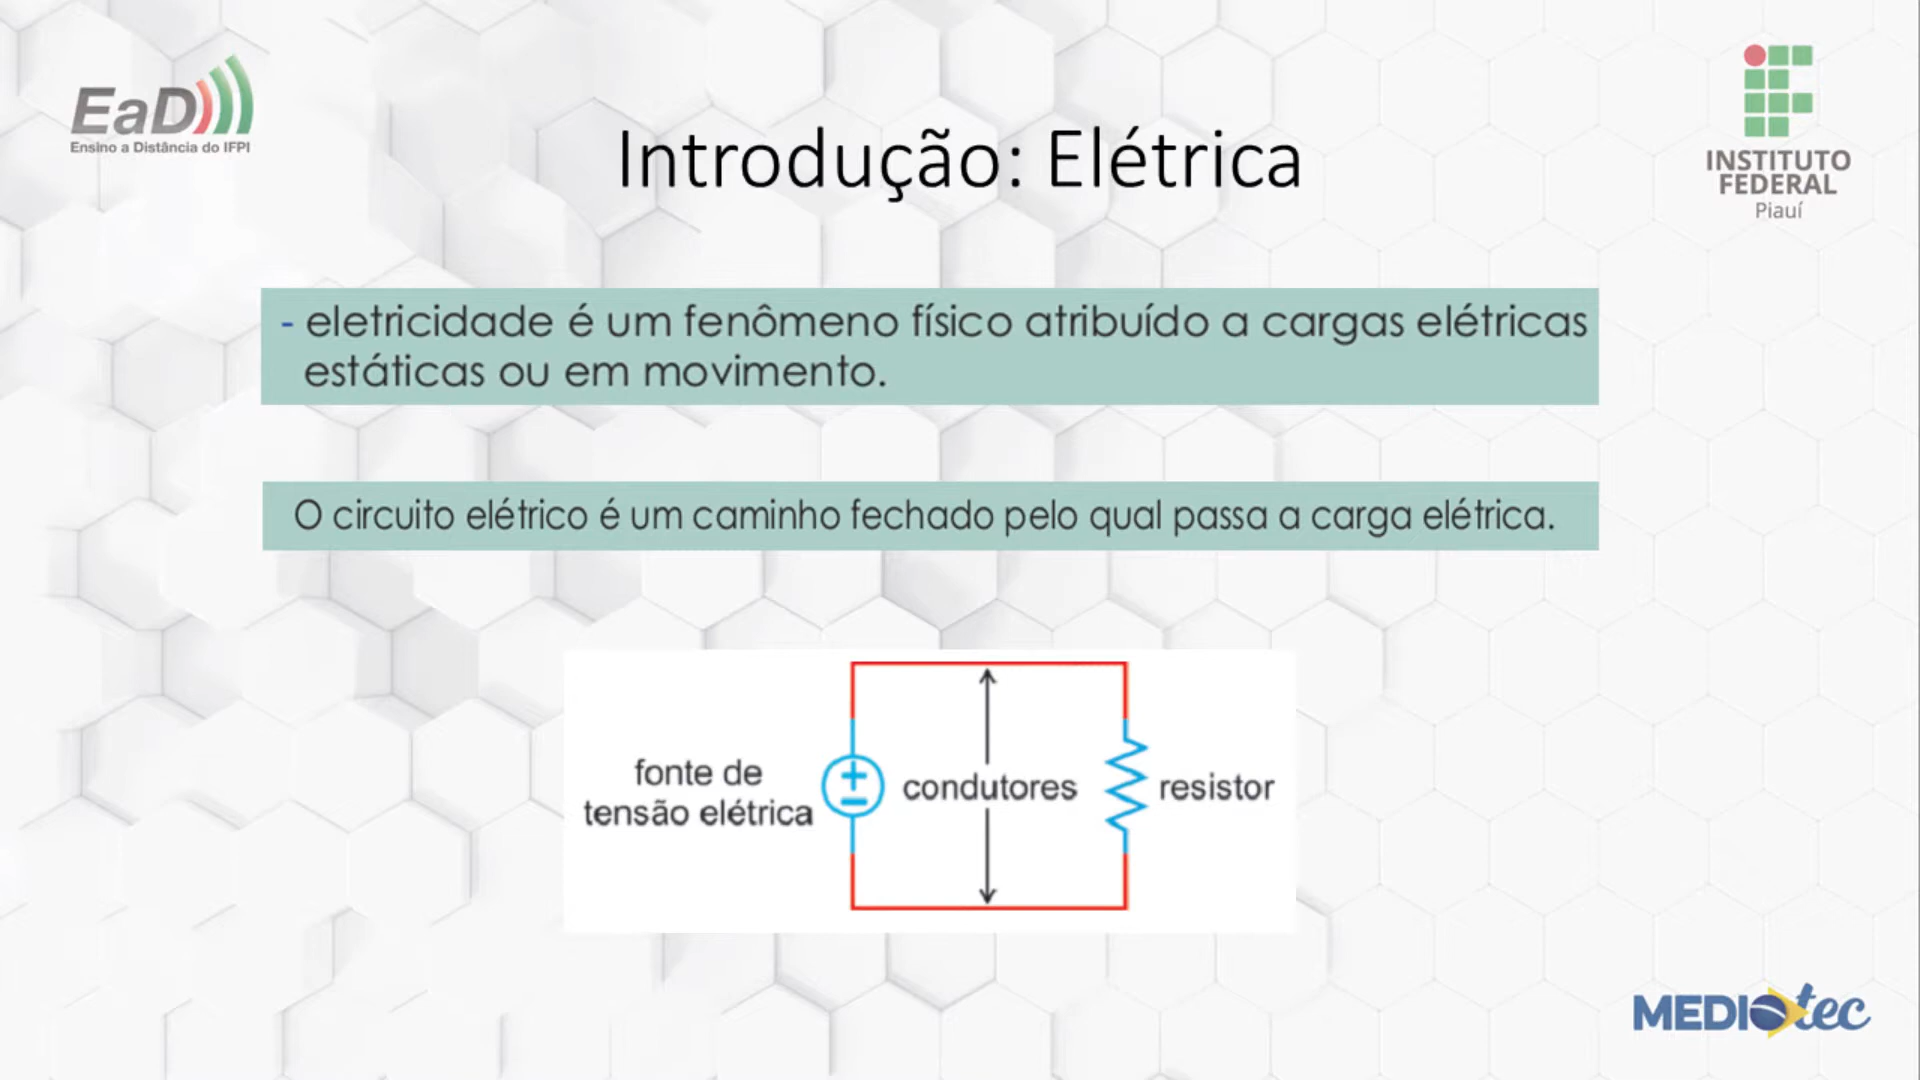 EaD
Ensino a Distância do IFPI
INSTITUTO
FEDERAL
Piauí
Introdução: Elétrica
- eletricidade é um fenômeno físico atribuído a cargas elétricas
estáticas ou em movimento.
O circuito elétrico é um caminho fechado pelo qual passa a carga elétrica.
fonte de
tensão elétrica
condutores
resistor
MEDIOtec